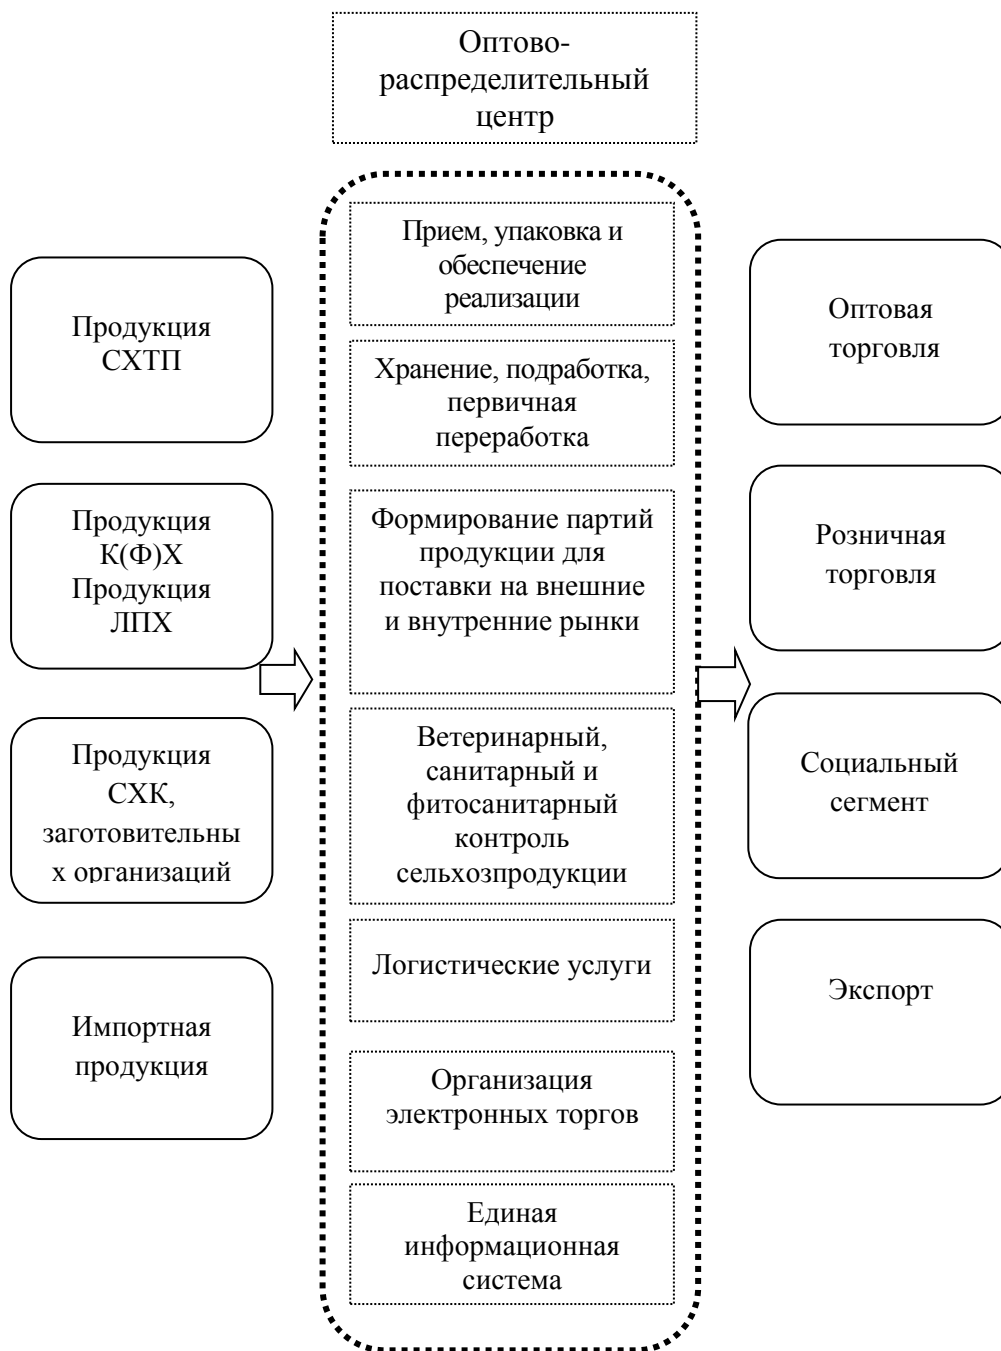 Оптово-
распределительный
центр
Продукция
СХТП
Продукция
К(Ф)Х
Продукция
ЛПХ
Продукция
СХК,
заготовительны
х организаций
Импортная
продукция
Прием, упаковка и
обеспечение
реализации
Хранение, подработка,
первичная
переработка
Формирование партий
продукции для
поставки на внешние
и внутренние рынки
Ветеринарный,
санитарный и
фитосанитарный
контроль
сельхозпродукции
Логистические услуги
Организация
электронных торгов
Единая
информационная
система
Оптовая
торговля
Розничная
торговля
Социальный
сегмент
Экспорт